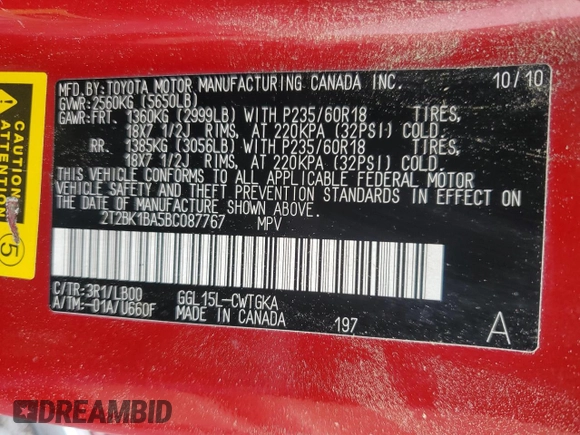 MFD.BY:TOYOTA MOTOR MANUFACTURING CANADA INC. 10/10
GVWR:2560KG (5650LB)
GAWR:FRT. 1360KG (2999LB) WITH P235/60R18 TIRES,
18X7 1/2J RIMS, AT 220KPA (32PSI) COLD.
RR. 1385KG (3056LB) WITH P235/60R18 TIRES,
18X7 1/2J RIMS, AT 220KPA (32PSI) COLD.
THIS VEHICLE CONFORMS TO ALL APPLICABLE FEDERAL MOTOR
VEHICLE SAFETY AND THEFT PREVENTION STANDARDS IN EFFECT ON
THE DATE OF MANUFACTURE SHOWN ABOVE.
2T2BK1BA5BC087767 MPV
C/TR:3R1/LB00 GGL15L-CWTGKA
A/TM:-01A/U660F MADE IN CANADA 197 A
CAUTION
ATTENTION
5
DREAMBID